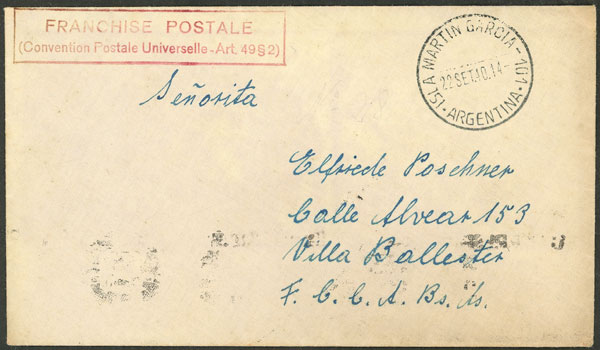 FRANCHISE POSTALE
(Convention Postale Universelle-Art. 49§2)
ISLA MARTIN GARCIA - 101 - ARGENTINA
22 SET. 40. 14 -
Señorita
Elfriede Poschner
Calle Alvear 153
Villa Ballester
F. C. C. A. Bs. As.